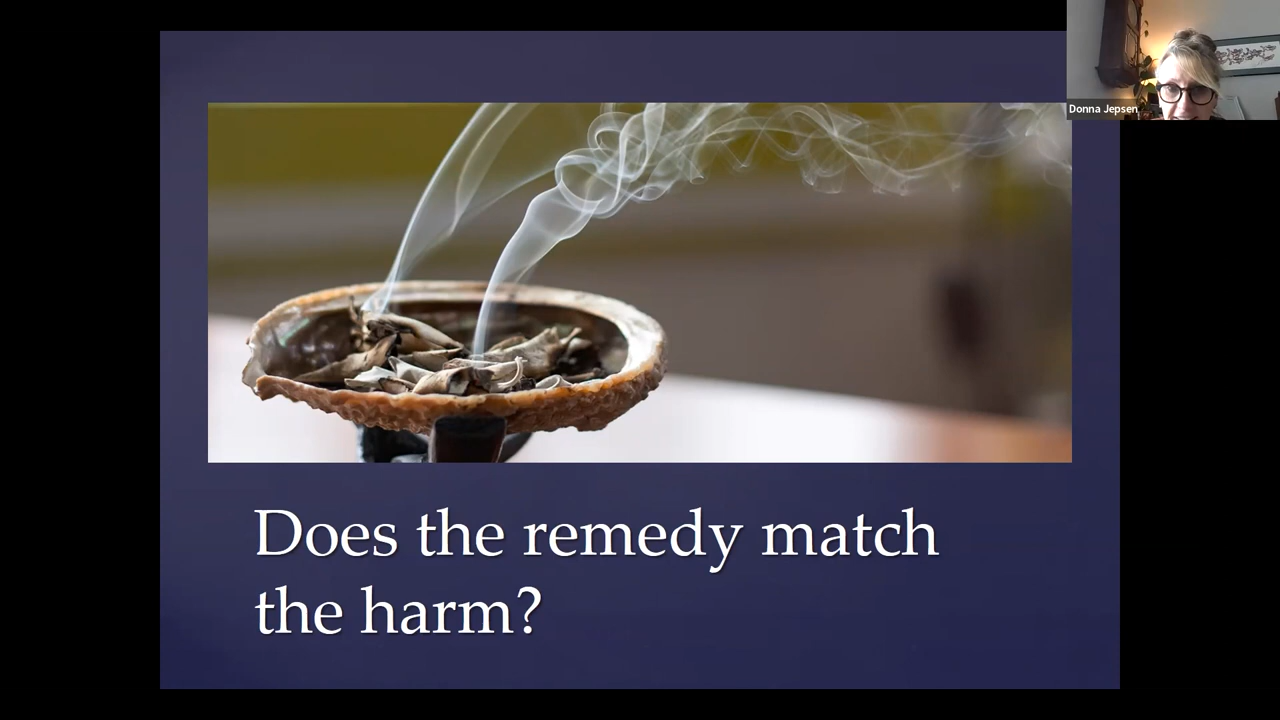 Donna Jepsen
Does the remedy match
the harm?